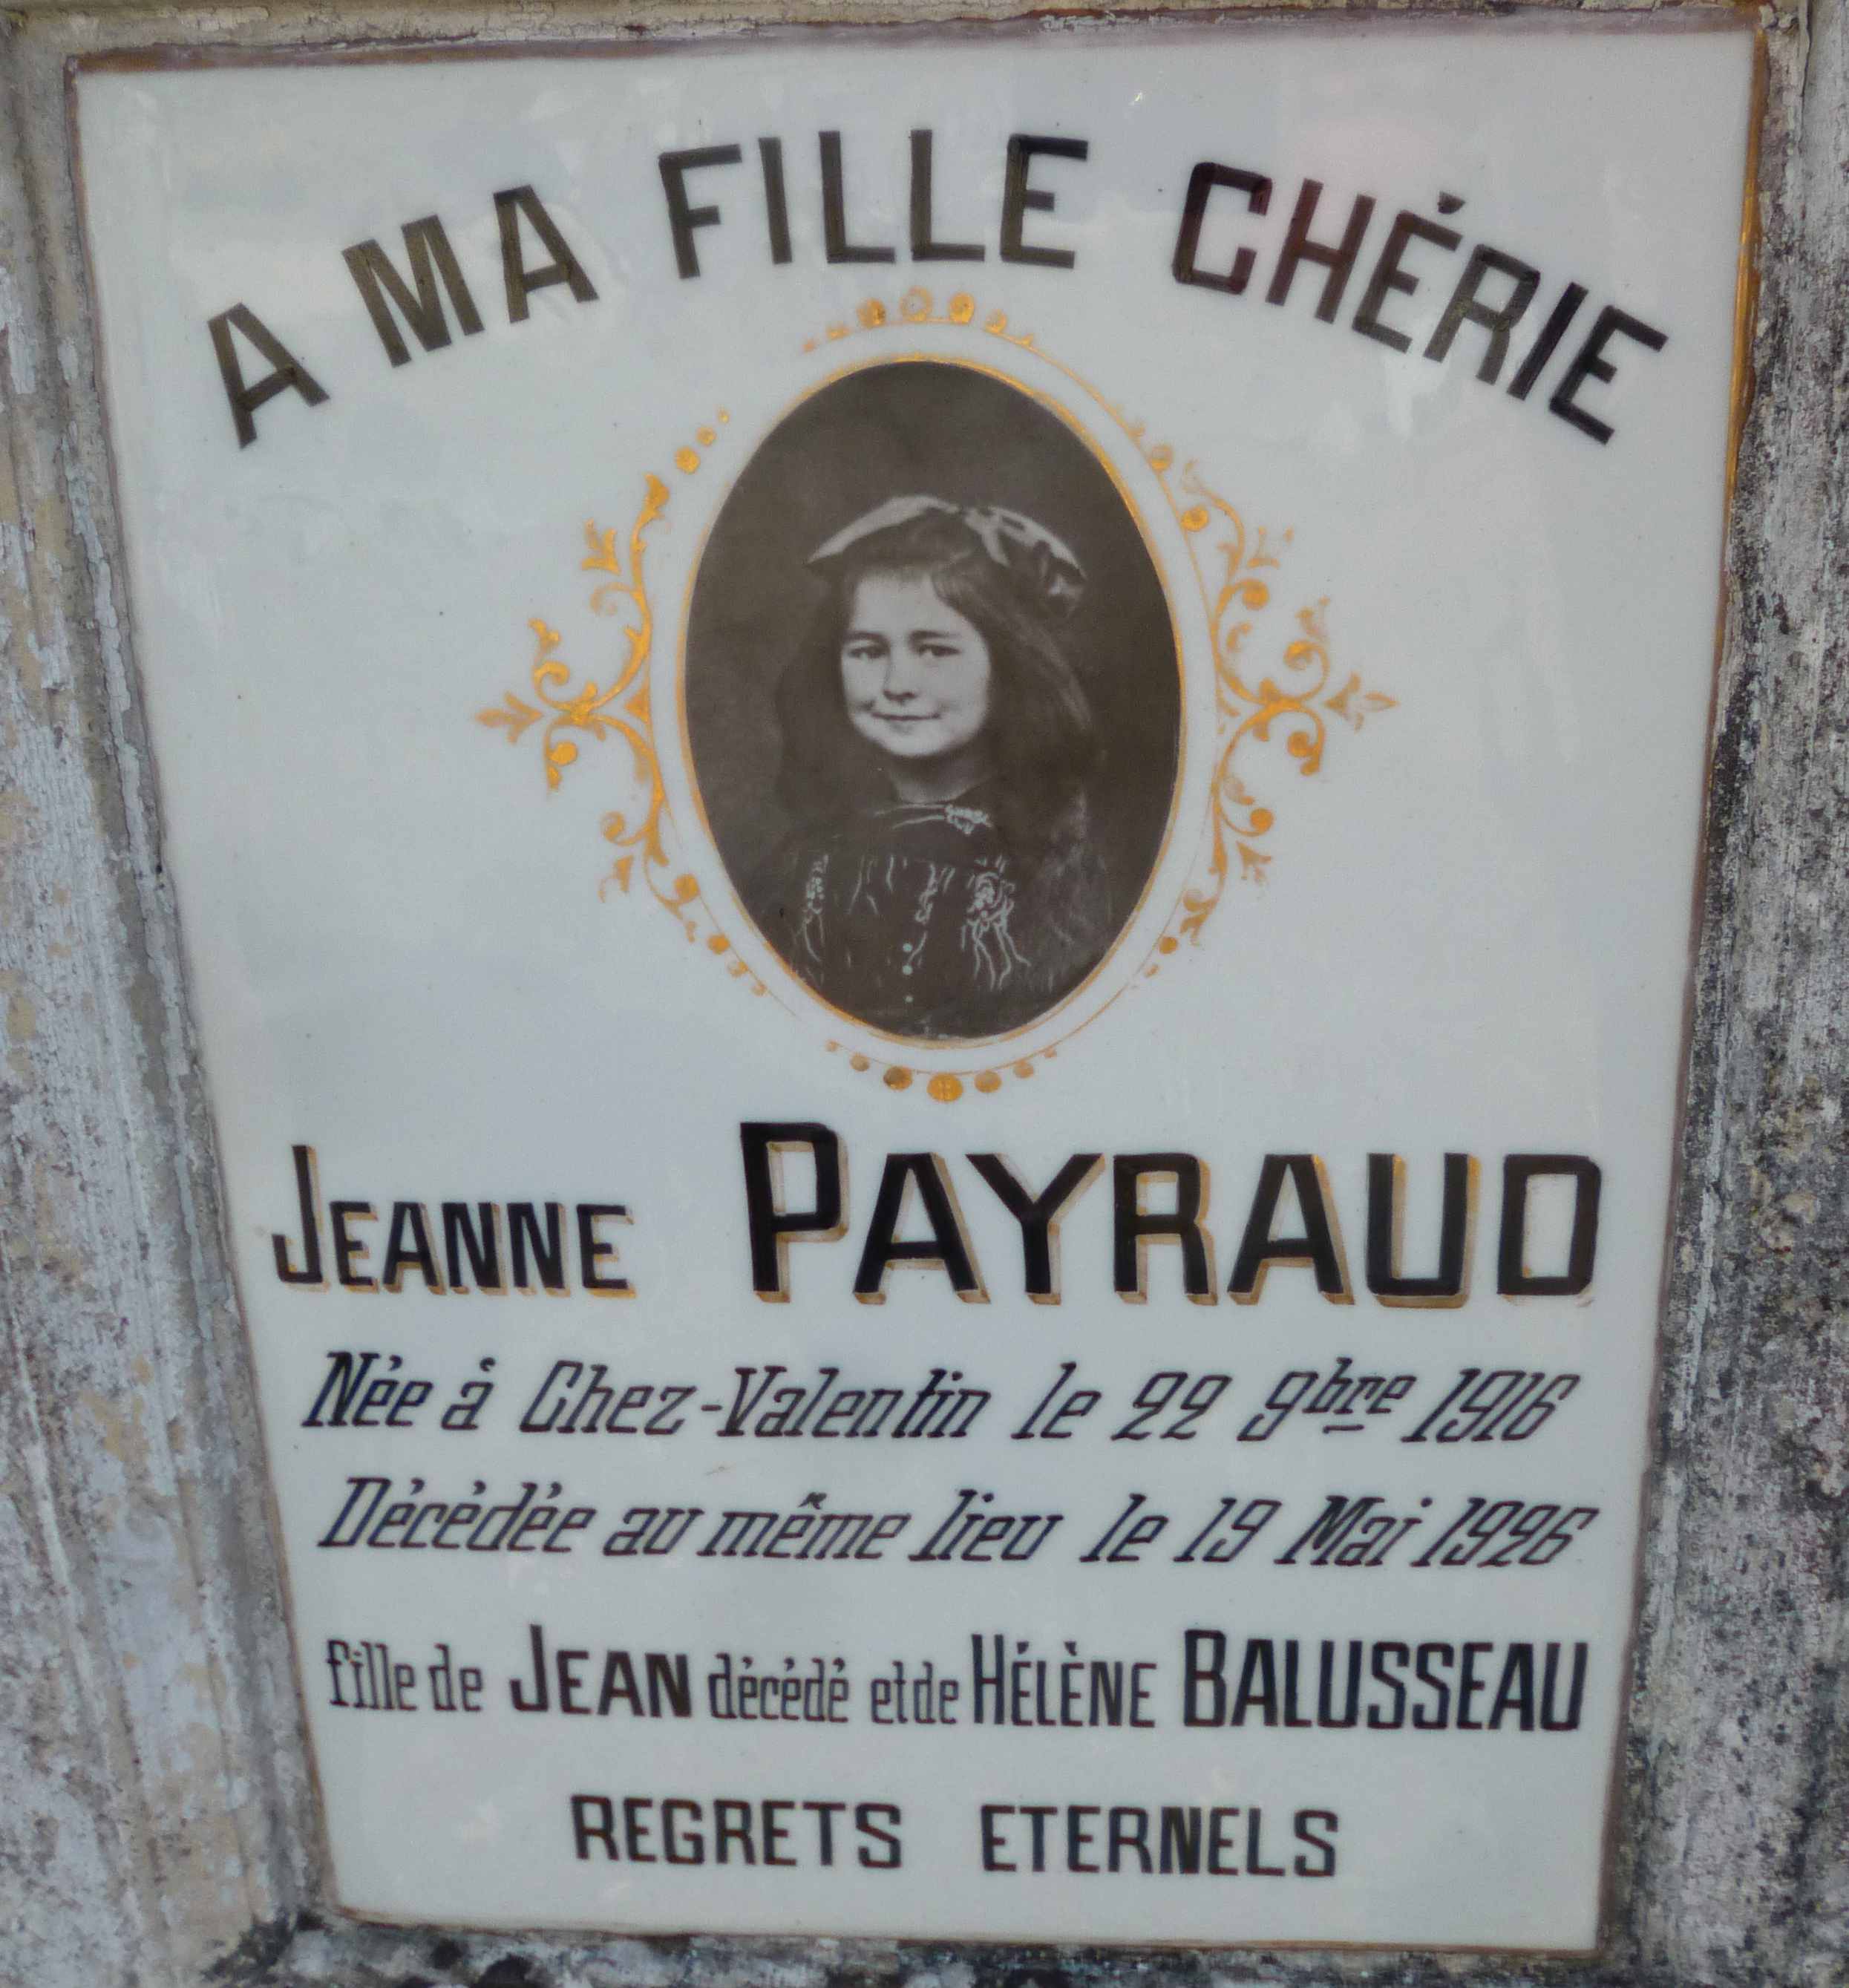 A MA FILLE CHÉRIE
JEANNE PAYRAUD
Née à Chez-Valentin le 22 9bre 1916
Décédée au même lieu le 19 Mai 1926
fille de JEAN décédé et de HÉLÈNE BALUSSEAU
REGRETS ETERNELS